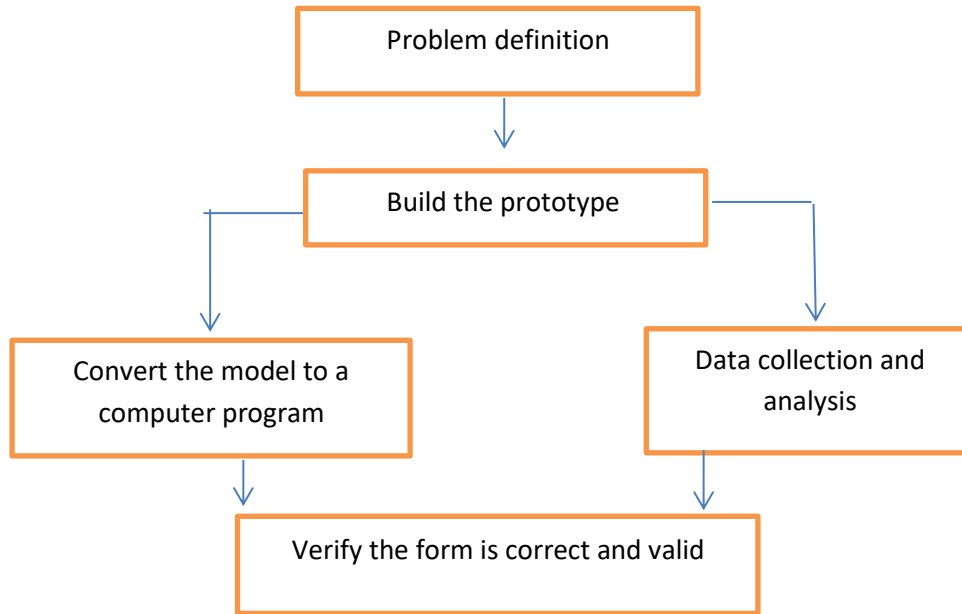 Problem definition
Build the prototype
Convert the model to a
computer program
Data collection and
analysis
Verify the form is correct and valid